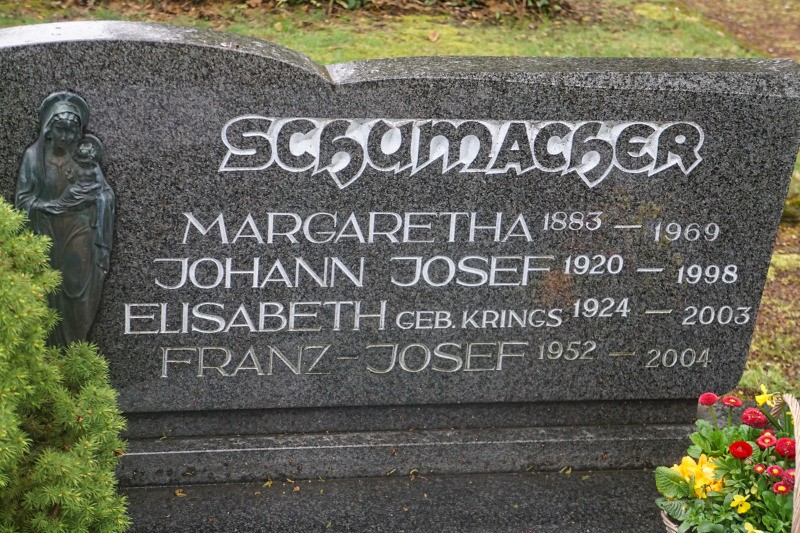 SCHUMACHER
MARGARETHA 1883 – 1969
JOHANN JOSEF 1920 – 1998
ELISABETH GEB. KRINGS 1924 – 2003
FRANZ-JOSEF 1952 – 2004